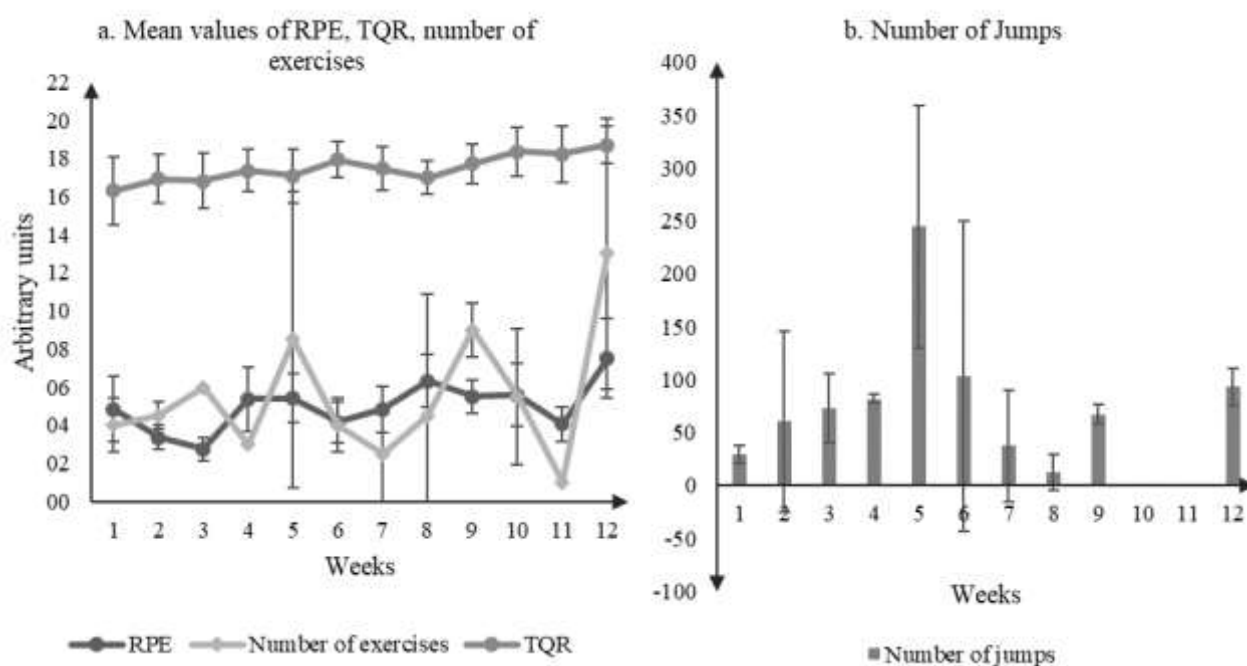 a. Mean values of RPE, TQR, number of
exercises
22
20
18
16
14
12
10
08
06
04
02
00
Arbitrary units
1 2 3 4 5 6 7 8 9 10 11 12
Weeks
RPE Number of exercises TQR
b. Number of Jumps
400
350
300
250
200
150
100
50
0
-50
-100
1 2 3 4 5 6 7 8 9 10 11 12
Weeks
Number of jumps